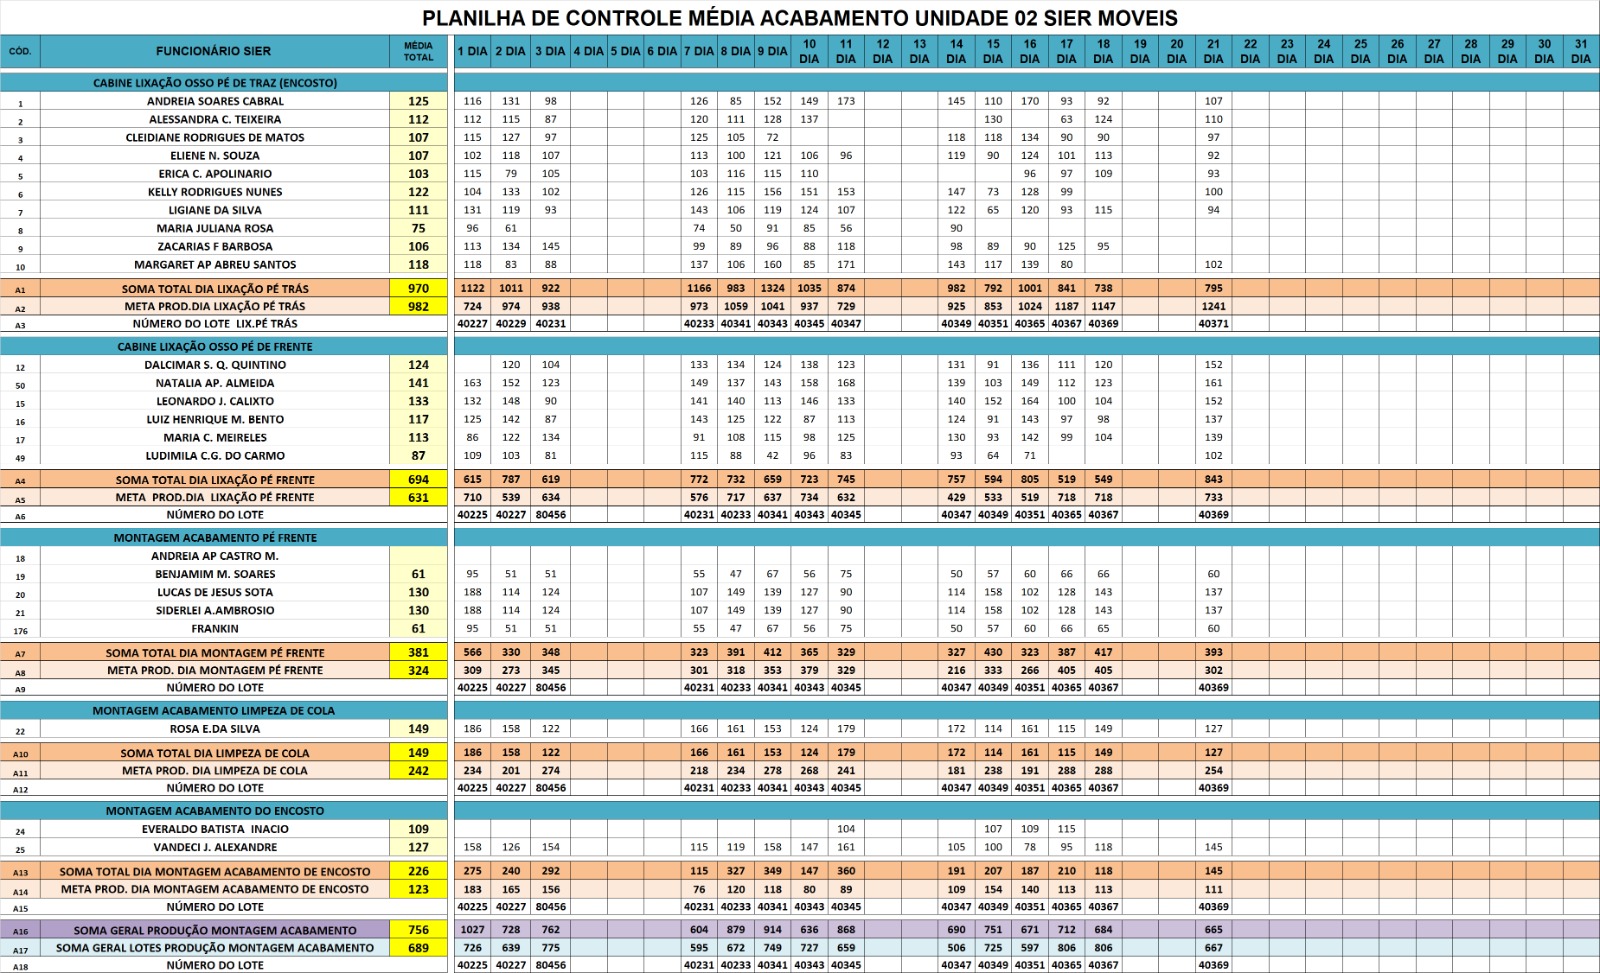 PLANILHA DE CONTROLE MÉDIA ACABAMENTO UNIDADE 02 SIER MOVEIS
CÓD. FUNCIONÁRIO SIER MÉDIA TOTAL 1 DIA 2 DIA 3 DIA 4 DIA 5 DIA 6 DIA 7 DIA 8 DIA 9 DIA 10 DIA 11 DIA 12 DIA 13 DIA 14 DIA 15 DIA 16 DIA 17 DIA 18 DIA 19 DIA 20 DIA 21 DIA 22 DIA 23 DIA 24 DIA 25 DIA 26 DIA 27 DIA 28 DIA 29 DIA 30 DIA 31 DIA
CABINE LIXAÇÃO OSSO PÉ DE TRAZ (ENCOSTO)
1 ANDREIA SOARES CABRAL 125 116 131 98 126 85 152 149 173 145 110 170 93 92 107
2 ALESSANDRA C. TEIXEIRA 112 112 115 87 120 111 128 137 130 63 124 110
3 CLEIDIANE RODRIGUES DE MATOS 107 115 127 97 125 105 72 118 118 134 90 90 97
4 ELIENE N. SOUZA 107 102 118 107 113 100 121 106 96 119 90 124 101 113 92
5 ERICA C. APOLINARIO 103 115 79 105 103 116 115 110 96 97 109 93
6 KELLY RODRIGUES NUNES 122 104 133 102 126 115 156 151 153 147 73 128 99 100
7 LIGIANE DA SILVA 111 131 119 93 143 106 119 124 107 122 65 120 93 115 94
8 MARIA JULIANA ROSA 75 96 61 74 50 91 85 56 90
9 ZACARIAS F BARBOSA 106 113 134 145 99 89 96 88 118 98 89 90 125 95
10 MARGARET AP ABREU SANTOS 118 118 83 88 137 106 160 85 171 143 117 139 80 102
A1 SOMA TOTAL DIA LIXAÇÃO PÉ TRÁS 970 1122 1011 922 1166 983 1324 1035 874 982 792 1001 841 738 795
A2 META PROD.DIA LIXAÇÃO PÉ TRÁS 982 724 974 938 973 1059 1041 937 729 925 853 1024 1187 1147 1241
A3 NÚMERO DO LOTE LIX.PÉ TRÁS 40227 40229 40231 40233 40341 40343 40345 40347 40349 40351 40365 40367 40369 40371
CABINE LIXAÇÃO OSSO PÉ DE FRENTE
12 DALCIMAR S. Q. QUINTINO 124 120 104 133 134 124 138 123 131 91 136 111 120 152
50 NATALIA AP. ALMEIDA 141 163 152 123 149 137 143 158 168 139 103 149 112 123 161
15 LEONARDO J. CALIXTO 133 132 148 90 141 140 113 146 133 140 152 164 100 104 152
16 LUIZ HENRIQUE M. BENTO 117 125 142 87 143 125 122 87 113 124 91 143 97 98 137
17 MARIA C. MEIRELES 113 86 122 134 91 108 115 98 125 130 93 142 99 104 139
49 LUDIMILA C.G. DO CARMO 87 109 103 81 115 88 42 96 83 93 64 71 102
A4 SOMA TOTAL DIA LIXAÇÃO PÉ FRENTE 694 615 787 619 772 732 659 723 745 757 594 805 519 549 843
A5 META PROD.DIA LIXAÇÃO PÉ FRENTE 631 710 539 634 576 717 637 734 632 429 533 519 718 718 733
A6 NÚMERO DO LOTE 40225 40227 80456 40231 40233 40341 40343 40345 40347 40349 40351 40365 40367 40369
MONTAGEM ACABAMENTO PÉ FRENTE
18 ANDREIA AP CASTRO M.
19 BENJAMIM M. SOARES 61 95 51 51 55 47 67 56 75 50 57 60 66 66 60
20 LUCAS DE JESUS SOTA 130 188 114 124 107 149 139 127 90 114 158 102 128 143 137
21 SIDERLEI A.AMBROSIO 130 188 114 124 107 149 139 127 90 114 158 102 128 143 137
176 FRANKIN 61 95 51 51 55 47 67 56 75 50 57 60 66 65 60
A7 SOMA TOTAL DIA MONTAGEM PÉ FRENTE 381 566 330 348 323 391 412 365 329 327 430 323 387 417 393
A8 META PROD. DIA MONTAGEM PÉ FRENTE 324 309 273 345 301 318 353 379 329 216 333 266 405 405 302
A9 NÚMERO DO LOTE 40225 40227 80456 40231 40233 40341 40343 40345 40347 40349 40351 40365 40367 40369
MONTAGEM ACABAMENTO LIMPEZA DE COLA
22 ROSA E.DA SILVA 149 186 158 122 166 161 153 124 179 172 114 161 115 149 127
A10 SOMA TOTAL DIA LIMPEZA DE COLA 149 186 158 122 166 161 153 124 179 172 114 161 115 149 127
A11 META PROD. DIA LIMPEZA DE COLA 242 234 201 274 218 234 278 268 241 181 238 191 288 288 254
A12 NÚMERO DO LOTE 40225 40227 80456 40231 40233 40341 40343 40345 40347 40349 40351 40365 40367 40369
MONTAGEM ACABAMENTO DO ENCOSTO
24 EVERALDO BATISTA INACIO 109 104 107 109 115
25 VANDECI J. ALEXANDRE 127 158 126 154 115 119 158 147 161 105 100 78 95 118 145
A13 SOMA TOTAL DIA MONTAGEM ACABAMENTO DE ENCOSTO 226 275 240 292 115 327 349 147 360 191 207 187 210 118 145
A14 META PROD. DIA MONTAGEM ACABAMENTO DE ENCOSTO 123 183 165 156 76 120 118 80 89 109 154 140 113 113 111
A15 NÚMERO DO LOTE 40225 40227 80456 40231 40233 40341 40343 40345 40347 40349 40351 40365 40367 40369
A16 SOMA GERAL PRODUÇÃO MONTAGEM ACABAMENTO 756 1027 728 762 604 879 914 636 868 690 751 671 712 684 665
A17 SOMA GERAL LOTES PRODUÇÃO MONTAGEM ACABAMENTO 689 726 639 775 595 672 749 727 659 506 725 597 806 806 667
A18 NÚMERO DO LOTE 40225 40227 80456 40231 40233 40341 40343 40345 40347 40349 40351 40365 40367 40369